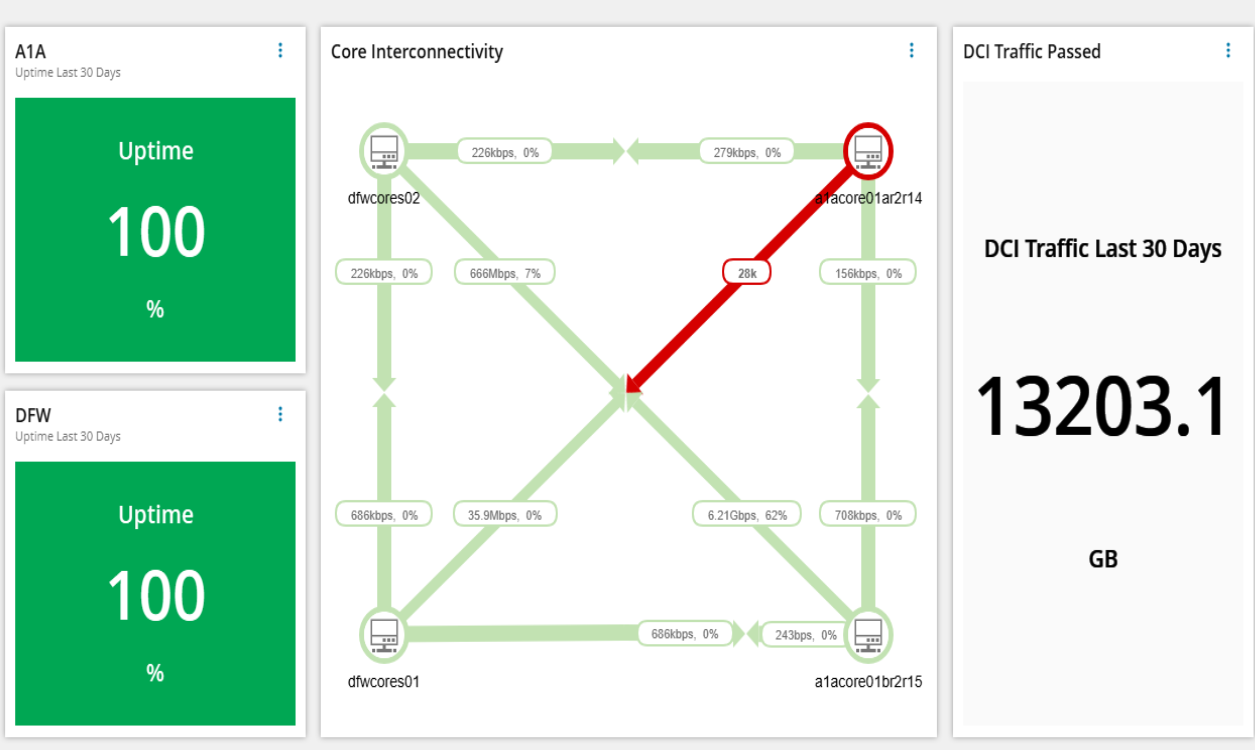 A1A
Uptime Last 30 Days
Uptime
100
%
DFW
Uptime Last 30 Days
Uptime
100
%
Core Interconnectivity
226kbps, 0%
279kbps, 0%
dfwcores02
a1acore01ar2r14
226kbps, 0%
666Mbps, 7%
28k
156kbps, 0%
686kbps, 0%
35.9Mbps, 0%
6.21Gbps, 62%
708kbps, 0%
686kbps, 0%
243bps, 0%
dfwcores01
a1acore01br2r15
DCI Traffic Passed
DCI Traffic Last 30 Days
13203.1
GB